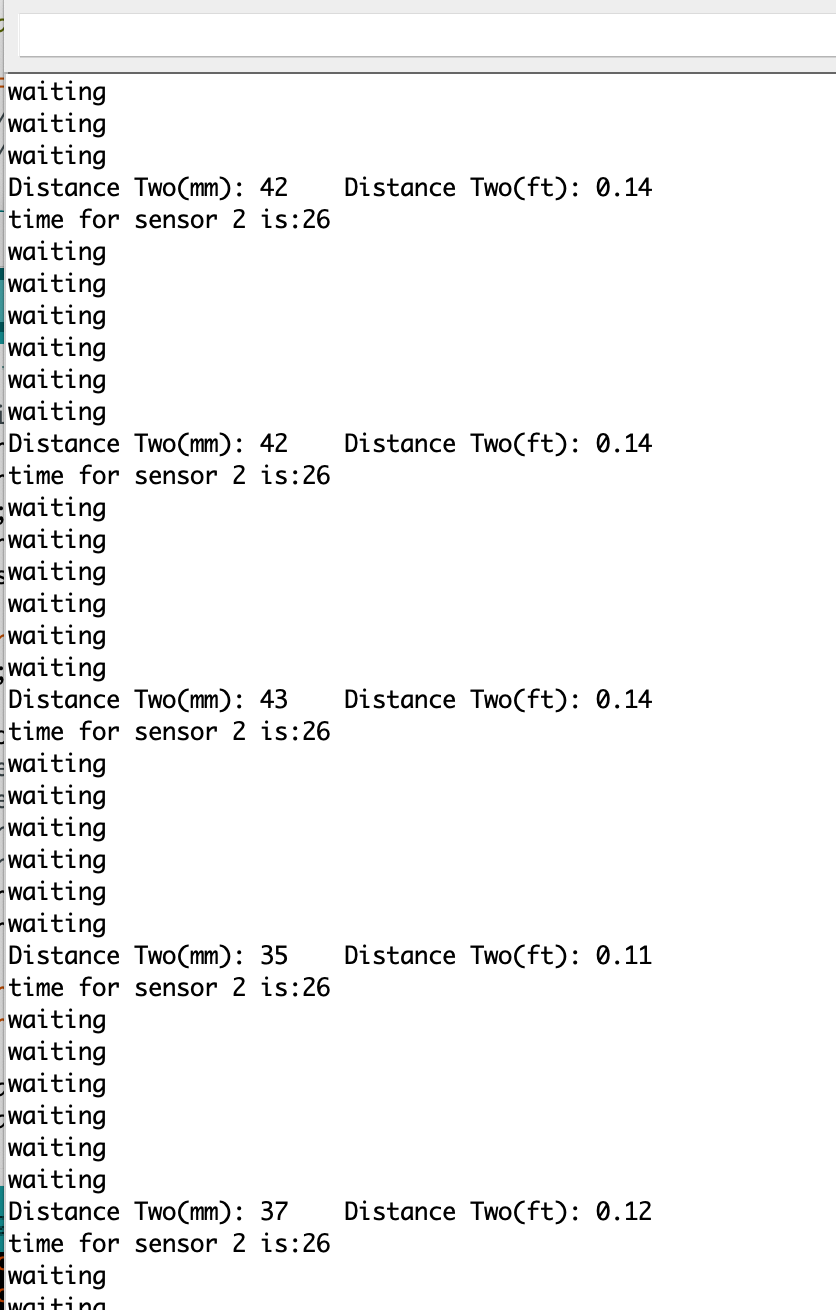 waiting
waiting
waiting
Distance Two(mm): 42    Distance Two(ft): 0.14
time for sensor 2 is:26
waiting
waiting
waiting
waiting
waiting
waiting
Distance Two(mm): 42    Distance Two(ft): 0.14
time for sensor 2 is:26
waiting
waiting
waiting
waiting
waiting
waiting
Distance Two(mm): 43    Distance Two(ft): 0.14
time for sensor 2 is:26
waiting
waiting
waiting
waiting
waiting
waiting
Distance Two(mm): 35    Distance Two(ft): 0.11
time for sensor 2 is:26
waiting
waiting
waiting
waiting
waiting
waiting
Distance Two(mm): 37    Distance Two(ft): 0.12
time for sensor 2 is:26
waiting
waiting